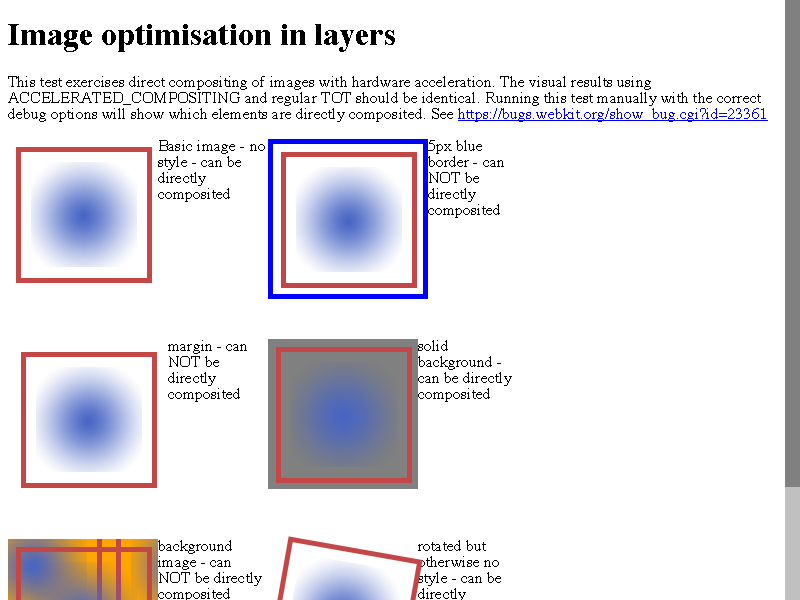 Image optimisation in layers
This test exercises direct compositing of images with hardware acceleration. The visual results using
ACCELERATED_COMPOSITING and regular TOT should be identical. Running this test manually with the correct
debug options will show which elements are directly composited. See https://bugs.webkit.org/show_bug.cgi?id=23361
Basic image - no
style - can be
directly
composited
5px blue
border - can
NOT be
directly
composited
margin - can
NOT be
directly
composited
solid
background -
can be directly
composited
background
image - can
NOT be directly
composited
rotated but
otherwise no
style - can be
directly